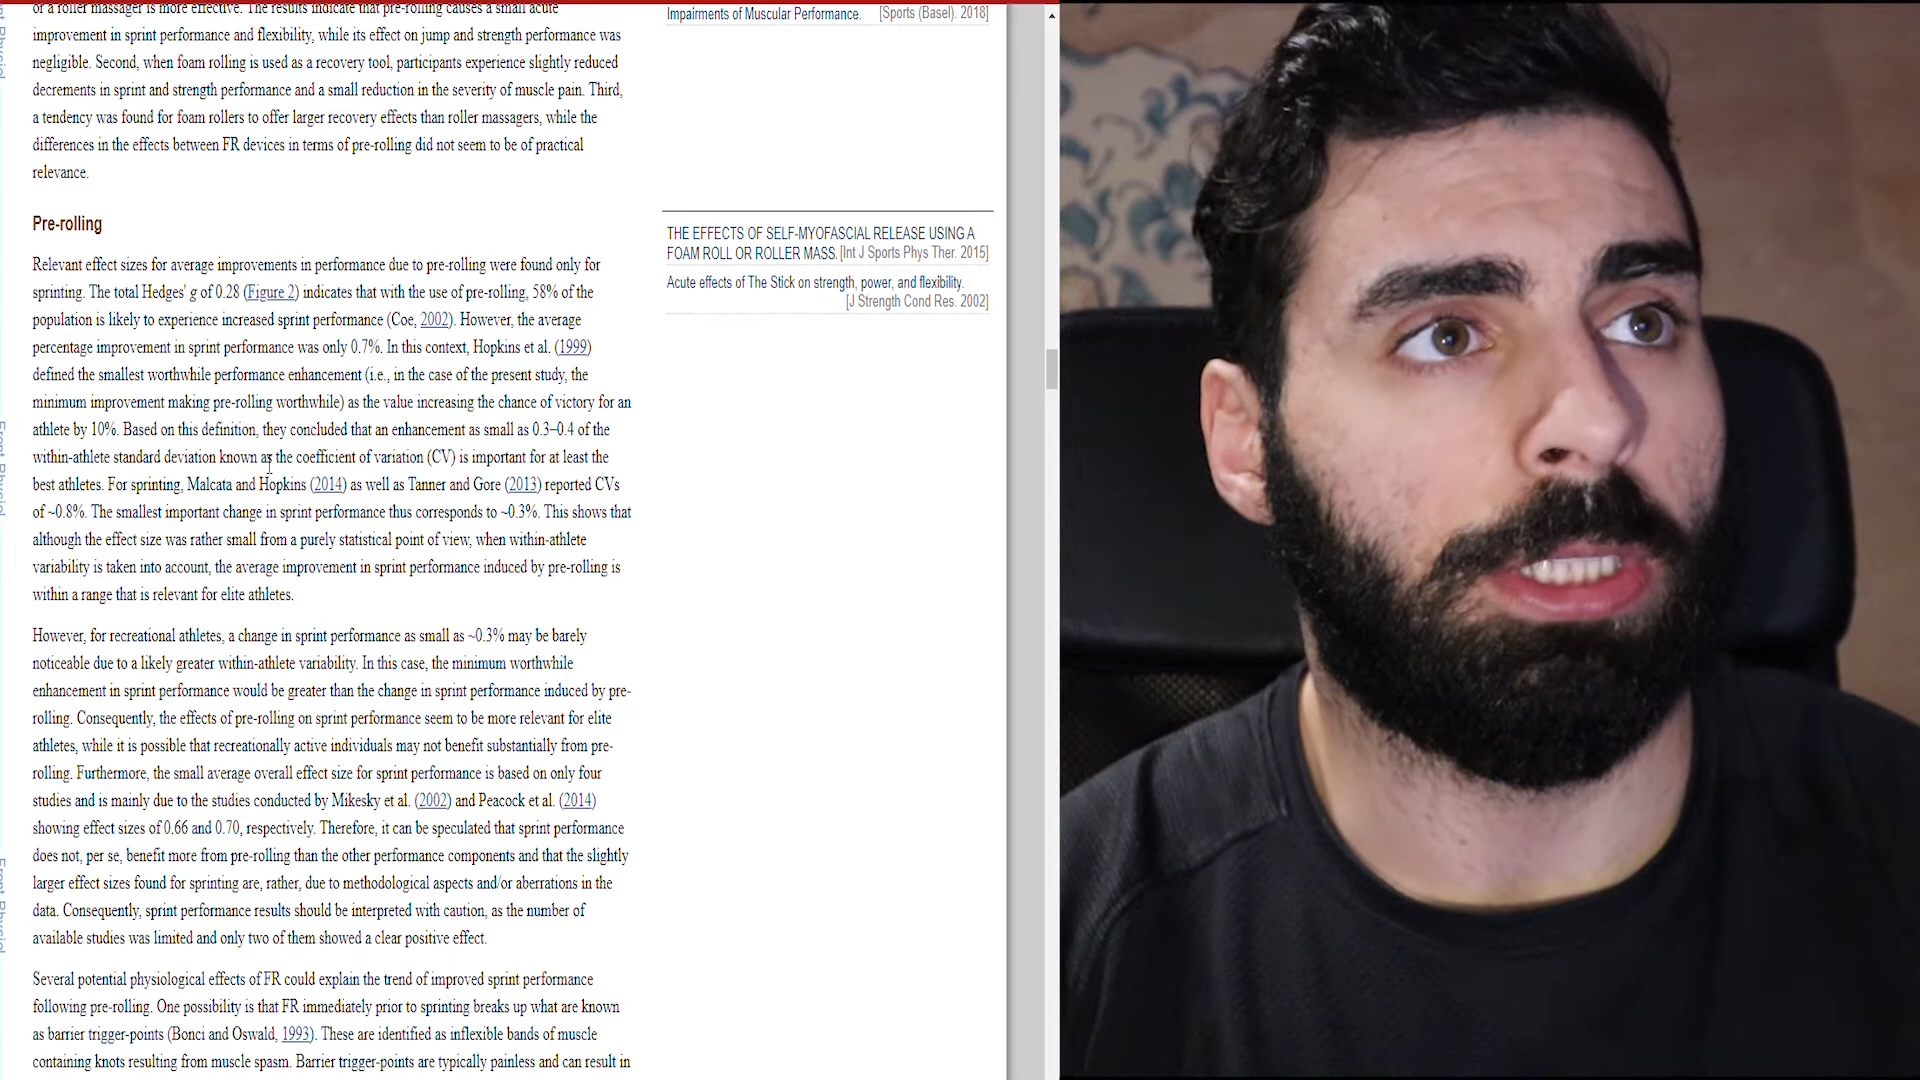 or a roller massager is more effective. The results indicate that pre-rolling causes a small acute
improvement in sprint performance and flexibility, while its effect on jump and strength performance was
negligible. Second, when foam rolling is used as a recovery tool, participants experience slightly reduced
decrements in sprint and strength performance and a small reduction in the severity of muscle pain. Third,
a tendency was found for foam rollers to offer larger recovery effects than roller massagers, while the
differences in the effects between FR devices in terms of pre-rolling did not seem to be of practical
relevance.
Pre-rolling
Relevant effect sizes for average improvements in performance due to pre-rolling were found only for
sprinting. The total Hedges' g of 0.28 (Figure 2) indicates that with the use of pre-rolling, 58% of the
population is likely to experience increased sprint performance (Coe, 2002). However, the average
percentage improvement in sprint performance was only 0.7%. In this context, Hopkins et al. (1999)
defined the smallest worthwhile performance enhancement (i.e., in the case of the present study, the
minimum improvement making pre-rolling worthwhile) as the value increasing the chance of victory for an
athlete by 10%. Based on this definition, they concluded that an enhancement as small as 0.3–0.4 of the
within-athlete standard deviation known as the coefficient of variation (CV) is important for at least the
best athletes. For sprinting, Malcata and Hopkins (2014) as well as Tanner and Gore (2013) reported CVs
of ~0.8%. The smallest important change in sprint performance thus corresponds to ~0.3%. This shows that
although the effect size was rather small from a purely statistical point of view, when within-athlete
variability is taken into account, the average improvement in sprint performance induced by pre-rolling is
within a range that is relevant for elite athletes.
However, for recreational athletes, a change in sprint performance as small as ~0.3% may be barely
noticeable due to a likely greater within-athlete variability. In this case, the minimum worthwhile
enhancement in sprint performance would be greater than the change in sprint performance induced by pre-
rolling. Consequently, the effects of pre-rolling on sprint performance seem to be more relevant for elite
athletes, while it is possible that recreationally active individuals may not benefit substantially from pre-
rolling. Furthermore, the small average overall effect size for sprint performance is based on only four
studies and is mainly due to the studies conducted by Mikesky et al. (2002) and Peacock et al. (2014)
showing effect sizes of 0.66 and 0.70, respectively. Therefore, it can be speculated that sprint performance
does not, per se, benefit more from pre-rolling than the other performance components and that the slightly
larger effect sizes found for sprinting are, rather, due to methodological aspects and/or aberrations in the
data. Consequently, sprint performance results should be interpreted with caution, as the number of
available studies was limited and only two of them showed a clear positive effect.
Several potential physiological effects of FR could explain the trend of improved sprint performance
following pre-rolling. One possibility is that FR immediately prior to sprinting breaks up what are known
as barrier trigger-points (Bonci and Oswald, 1993). These are identified as inflexible bands of muscle
containing knots resulting from muscle spasm. Barrier trigger-points are typically painless and can result in
Impairments of Muscular Performance. [Sports (Basel). 2018]
THE EFFECTS OF SELF-MYOFASCIAL RELEASE USING A
FOAM ROLL OR ROLLER MASS. [Int J Sports Phys Ther. 2015]
Acute effects of The Stick on strength, power, and flexibility.
[J Strength Cond Res. 2002]